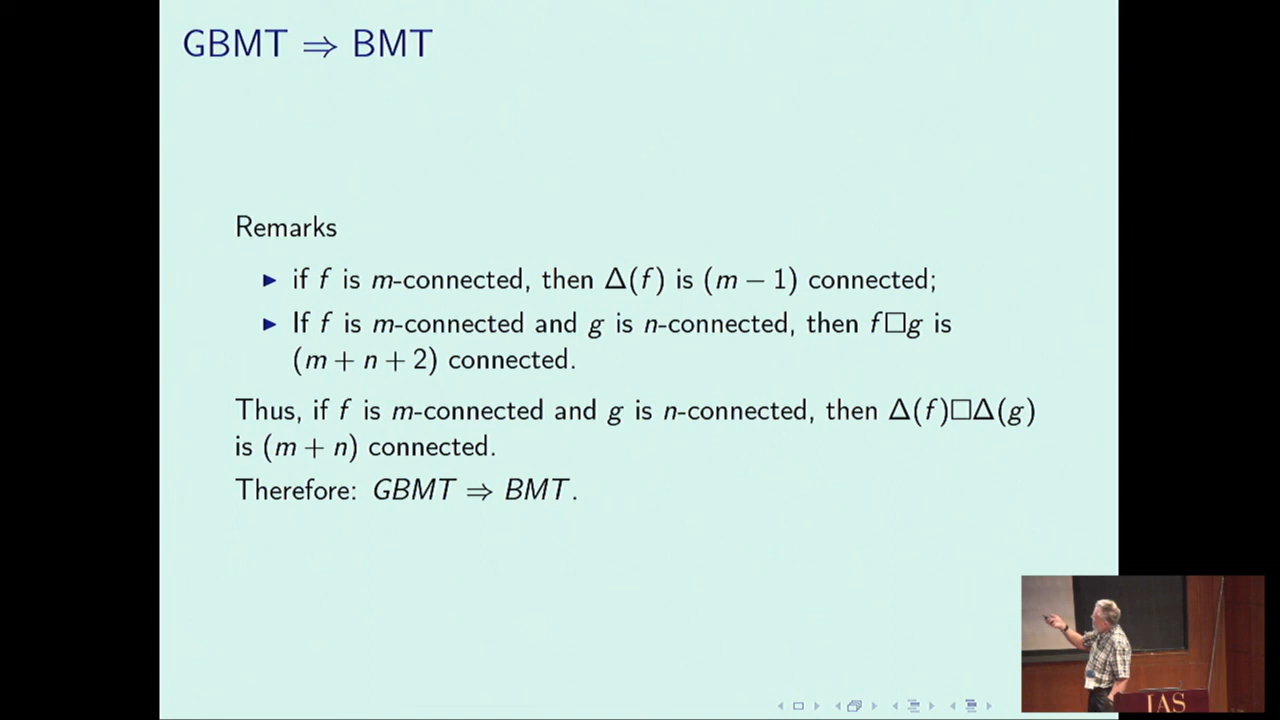 GBMT ⇒ BMT
Remarks
▶ if f is m-connected, then Δ(f) is (m − 1) connected;
▶ If f is m-connected and g is n-connected, then f□g is
(m + n + 2) connected.
Thus, if f is m-connected and g is n-connected, then Δ(f)□Δ(g)
is (m + n) connected.
Therefore: GBMT ⇒ BMT.
IAS